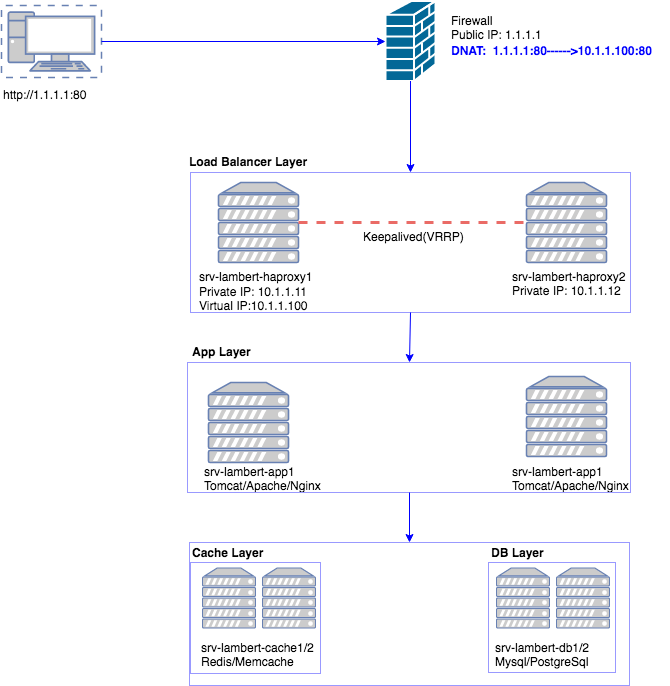 Firewall
Public IP: 1.1.1.1
DNAT:  1.1.1.1:80------>10.1.1.100:80
http://1.1.1.1:80
Load Balancer Layer
Keepalived(VRRP)
srv-lambert-haproxy1
Private IP: 10.1.1.11
Virtual IP:10.1.1.100
srv-lambert-haproxy2
Private IP: 10.1.1.12
App Layer
srv-lambert-app1
Tomcat/Apache/Nginx
srv-lambert-app1
Tomcat/Apache/Nginx
Cache Layer
srv-lambert-cache1/2
Redis/Memcache
DB Layer
srv-lambert-db1/2
Mysql/PostgreSql